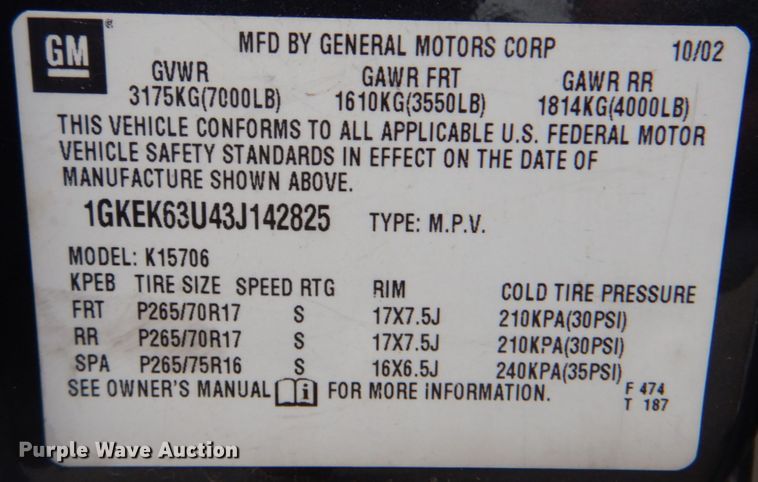 GM
MFD BY GENERAL MOTORS CORP 10/02
GVWR GAWR FRT GAWR RR
3175KG(7000LB) 1610KG(3550LB) 1814KG(4000LB)
THIS VEHICLE CONFORMS TO ALL APPLICABLE U.S. FEDERAL MOTOR
VEHICLE SAFETY STANDARDS IN EFFECT ON THE DATE OF
MANUFACTURE SHOWN ABOVE.
1GKEK63U43J142825 TYPE: M.P.V.
MODEL: K15706
KPEB TIRE SIZE SPEED RTG RIM COLD TIRE PRESSURE
FRT P265/70R17 S 17X7.5J 210KPA(30PSI)
RR P265/70R17 S 17X7.5J 210KPA(30PSI)
SPA P265/75R16 S 16X6.5J 240KPA(35PSI)
SEE OWNER'S MANUAL i FOR MORE INFORMATION. F 474
T 187
Purple Wave Auction